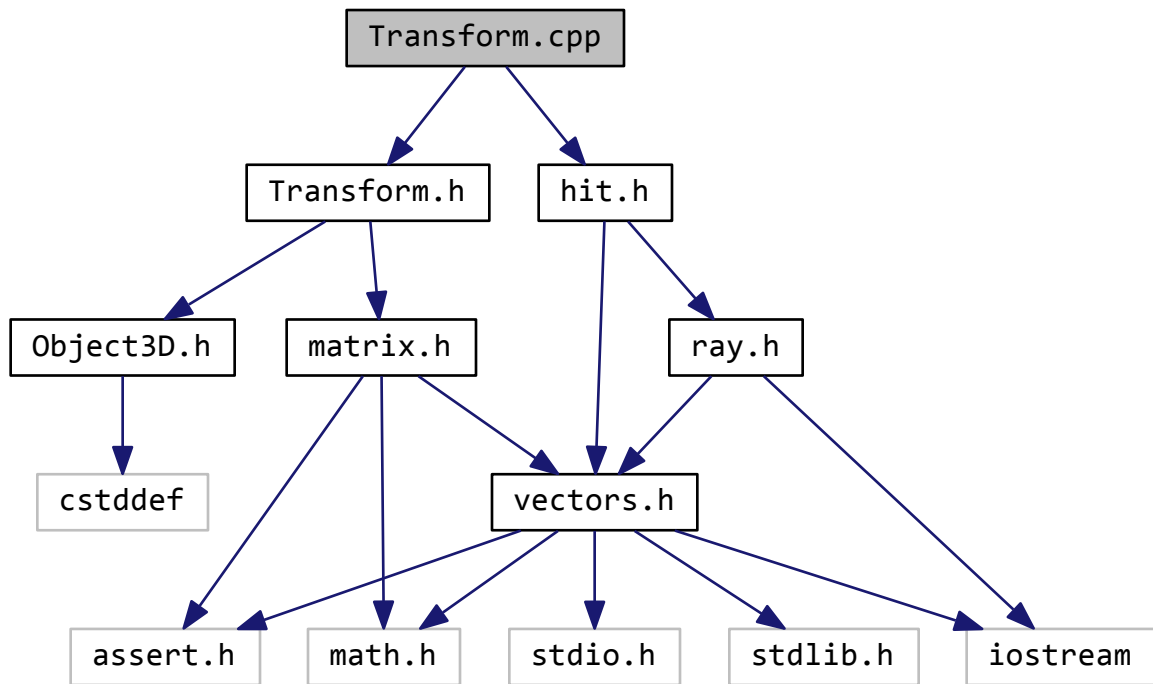 Transform.cpp
Transform.h
hit.h
Object3D.h
matrix.h
ray.h
cstddef
vectors.h
assert.h
math.h
stdio.h
stdlib.h
iostream